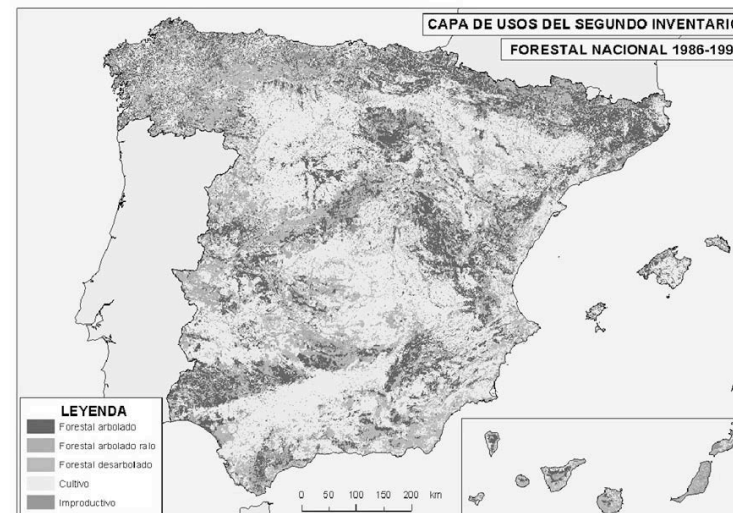 CAPA DE USOS DEL SEGUNDO INVENTARIO
FORESTAL NACIONAL 1986-199
LEYENDA
Forestal arbolado
Forestal arbolado ralo
Forestal desarbolado
Cultivo
Improductivo
0 50 100 200 km